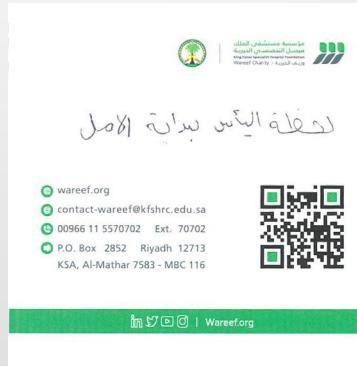 مؤسسة مستشفى الملك
فيصل التخصصي الخيرية
King Faisal Specialist Hospital Foundation
Wareef Charity - وريف الخيرية
لحظة اليأس بداية الامل
wareef.org
contact-wareef@kfshrc.edu.sa
00966 11 5570702 Ext. 70702
P.O. Box 2852 Riyadh 12713
KSA, Al-Mathar 7583 - MBC 116
Wareef.org